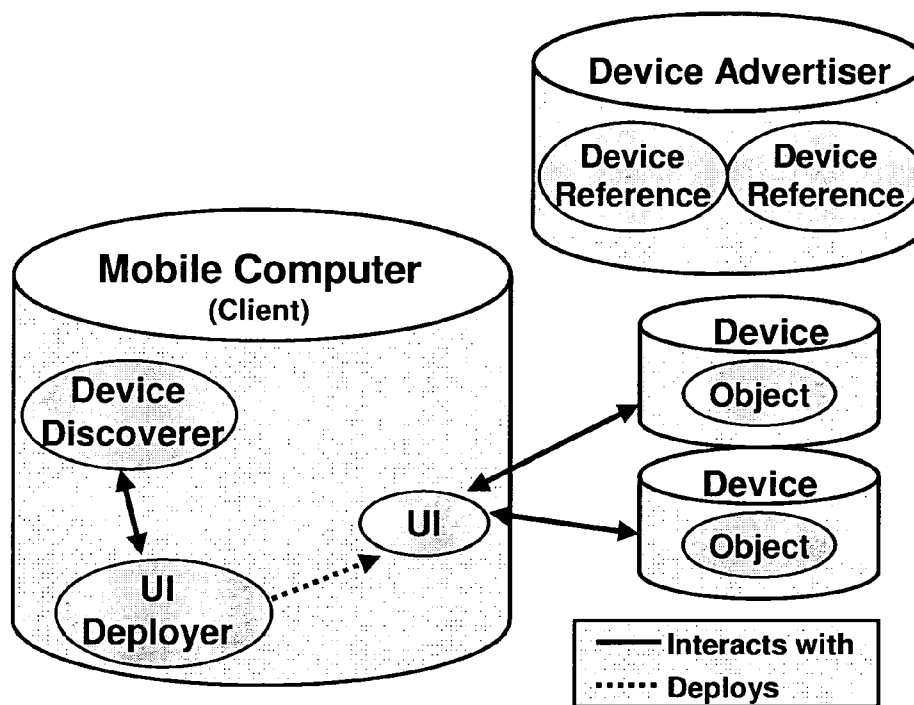 Device Advertiser
Device
Reference
Device
Reference
Mobile Computer
(Client)
Device
Discoverer
UI
Deployer
UI
Device
Object
Device
Object
Interacts with
Deploys